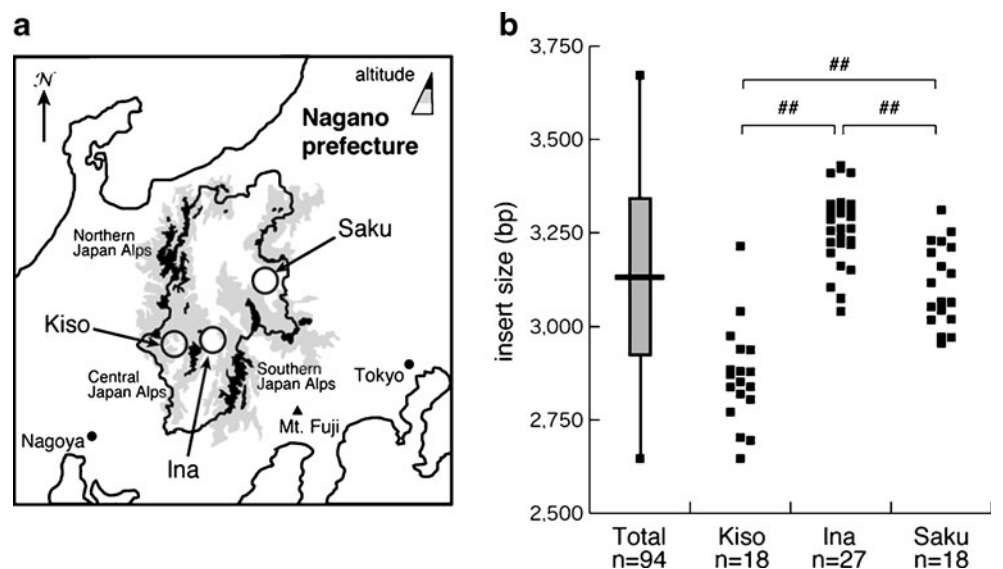 a
N
altitude
Nagano
prefecture
Northern
Japan Alps
Saku
Kiso
Central
Japan Alps
Southern
Japan Alps
Tokyo
Mt. Fuji
Nagoya
Ina
b
insert size (bp)
3,750
3,500
3,250
3,000
2,750
2,500
##
## ##
Total Kiso Ina Saku
n=94 n=18 n=27 n=18